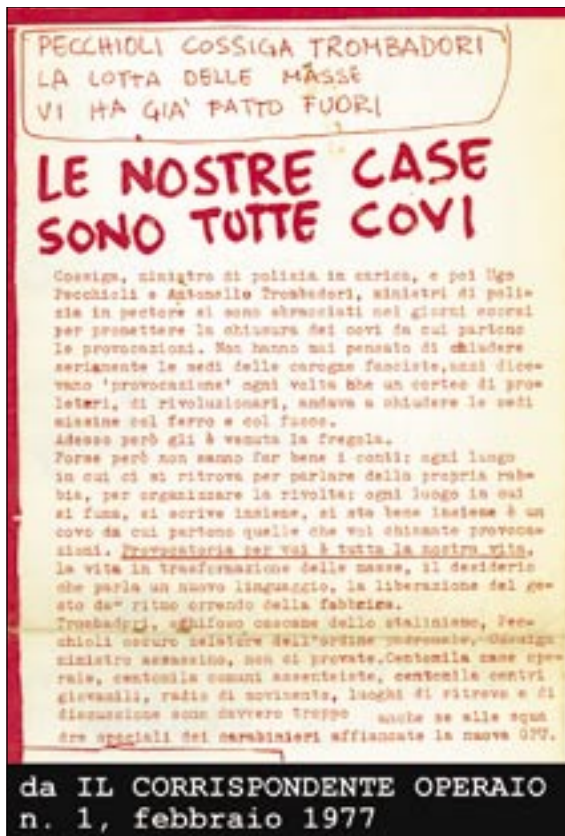 PECCHIOLI COSSIGA TROMBADORI
LA LOTTA DELLE MASSE
VI HA GIA' FATTO FUORI
LE NOSTRE CASE
SONO TUTTE COVI
Cossiga, ministro di polizia in carica, e poi Ugo
Pecchioli e Antonello Trombadori, ministri di poli=
zia in pectore si sono abbracciati nei giorni scorsi
per promettere la chiusura dei covi da cui partono
le provocazioni. Non hanno mai pensato di chiudere
seriamente le sedi delle carogne fasciste,anzi dice=
vano 'provocazione' ogni volta che un corteo di pro=
letari, di rivoluzionari, andava a chiudere le sedi
missine col ferro e col fuoco.
Adesso però gli è venuta la fregola.
Forse però non sanno far bene i conti: ogni luogo
in cui ci si ritrova per parlare della propria rab=
bia, per organizzare la rivolta; ogni luogo in cui
si fuma, si scrive insieme, si sta bene insieme è un
covo da cui partono quelle che voi chiamate provoca=
zioni. Provocatoria per voi è tutta la nostra vita,
la vita in trasformazione delle masse, il desiderio
che parla un nuovo linguaggio, la liberazione del ge=
sto da= ritmo orrendo della fabbrica.
Trombadori, schifoso cascame dello stalinismo, Pec=
chioli oscuro zelatore dell'ordine padronale, Cossiga
ministro assassino, non ci provate.Centomila case ope=
raie, centomila comuni assenteiste, centomila centri
giovanili, radio di movimento, luoghi di ritrovo e di
discussione sono davvero troppo anche se alle squa
dre speciali dei carabinieri affiancate la nuova GPU.
da IL CORRISPONDENTE OPERAIO
n. 1, febbraio 1977